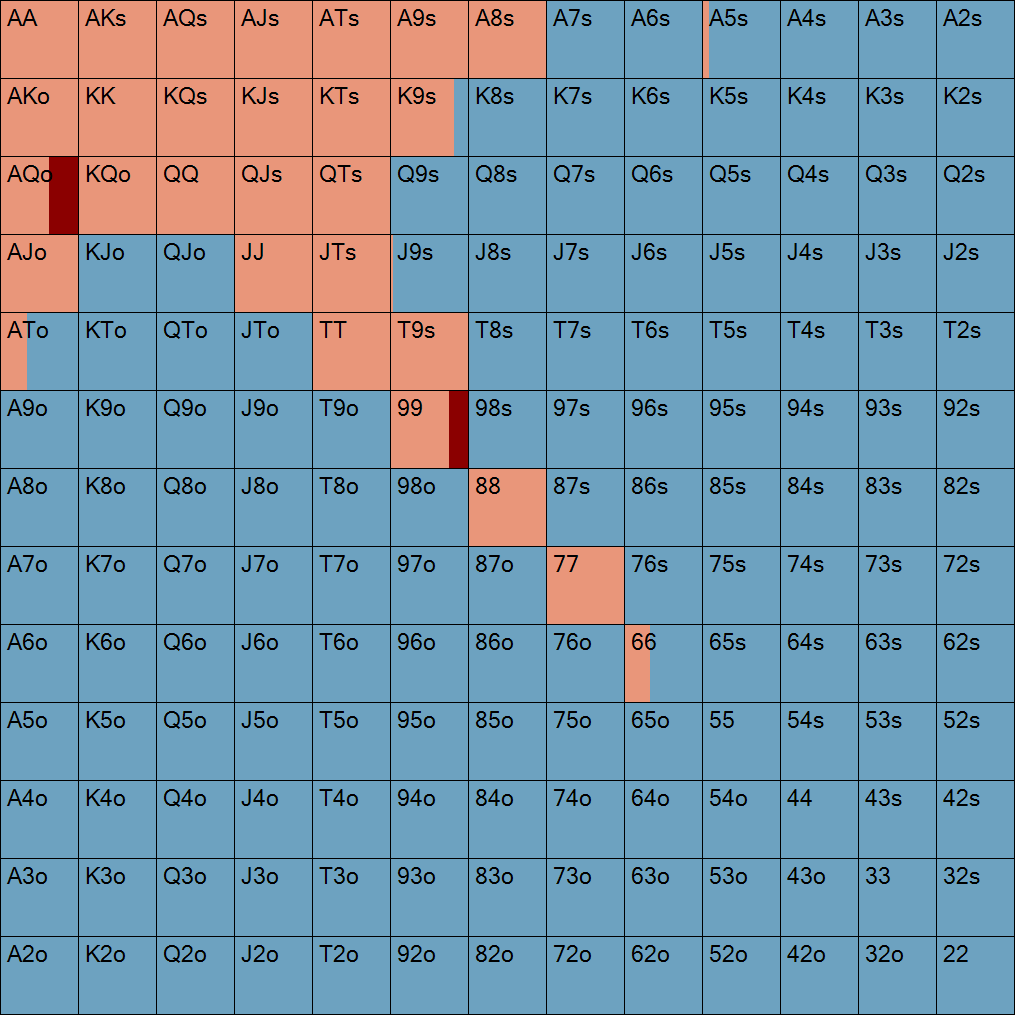 AA AKs AQs AJs ATs A9s A8s A7s A6s A5s A4s A3s A2s
AKo KK KQs KJs KTs K9s K8s K7s K6s K5s K4s K3s K2s
AQo KQo QQ QJs QTs Q9s Q8s Q7s Q6s Q5s Q4s Q3s Q2s
AJo KJo QJo JJ JTs J9s J8s J7s J6s J5s J4s J3s J2s
ATo KTo QTo JTo TT T9s T8s T7s T6s T5s T4s T3s T2s
A9o K9o Q9o J9o T9o 99 98s 97s 96s 95s 94s 93s 92s
A8o K8o Q8o J8o T8o 98o 88 87s 86s 85s 84s 83s 82s
A7o K7o Q7o J7o T7o 97o 87o 77 76s 75s 74s 73s 72s
A6o K6o Q6o J6o T6o 96o 86o 76o 66 65s 64s 63s 62s
A5o K5o Q5o J5o T5o 95o 85o 75o 65o 55 54s 53s 52s
A4o K4o Q4o J4o T4o 94o 84o 74o 64o 54o 44 43s 42s
A3o K3o Q3o J3o T3o 93o 83o 73o 63o 53o 43o 33 32s
A2o K2o Q2o J2o T2o 92o 82o 72o 62o 52o 42o 32o 22